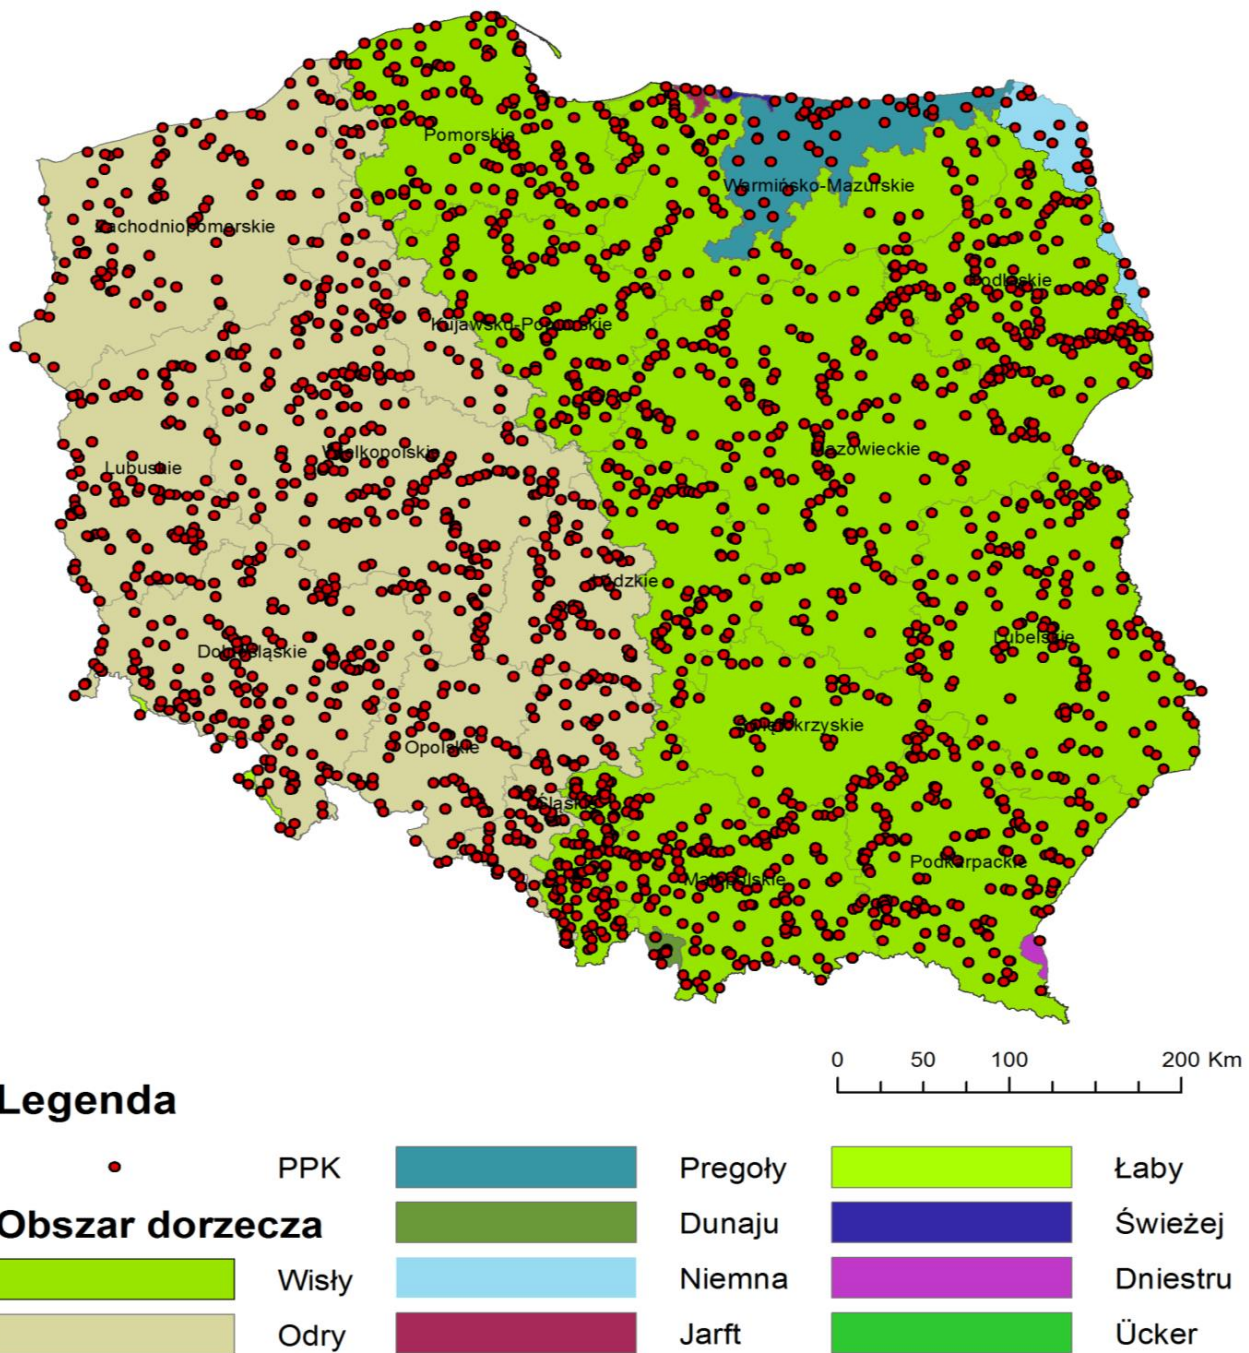 Pomorskie
Warmińsko-Mazurskie
Zachodniopomorskie
Podlaskie
Kujawsko-Pomorskie
Wielkopolskie
Mazowieckie
Lubuskie
Łódzkie
Lubelskie
Dolnośląskie
Świętokrzyskie
Opolskie
Śląskie
Podkarpackie
Małopolskie
0 50 100 200 Km
Legenda
PPK Pregoły Łaby
Obszar dorzecza Dunaju Świeżej
Wisły Niemna Dniestru
Odry Jarft Ücker